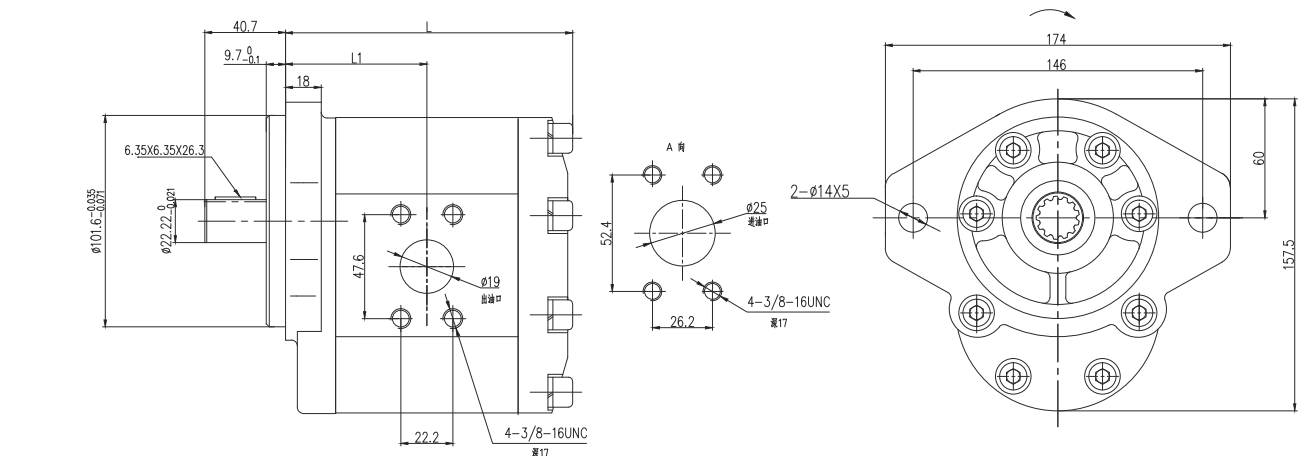 40.7
L
9.7 0 -0.1
L1
18
6.35X6.35X26.3
ø101.6 -0.035 -0.071
ø22.22 0 -0.021
47.6
ø19
出油口
22.2
4-3/8-16UNC
深17
A 向
52.4
ø25
进油口
26.2
4-3/8-16UNC
深17
174
146
2-ø14X5
60
157.5